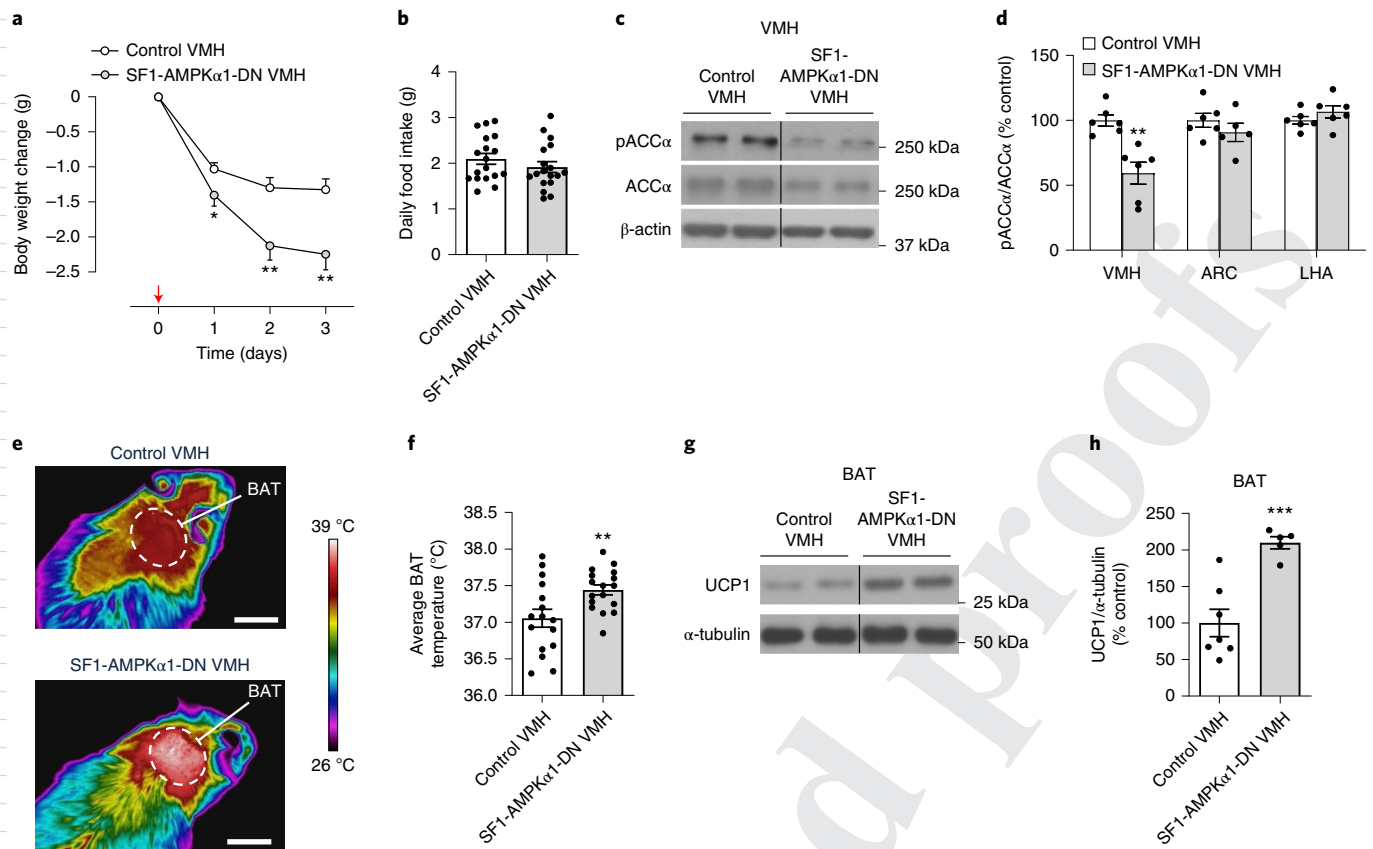 a
Control VMH
SF1-AMPKα1-DN VMH
Body weight change (g)
0
−0.5
−1.0
−1.5
−2.0
−2.5
*
**
**
0
1
2
3
Time (days)
b
Daily food intake (g)
4
3
2
1
0
Control VMH
SF1-AMPKα1-DN VMH
c
VMH
Control
VMH
SF1-
AMPKα1-DN
VMH
pACCα
250 kDa
ACCα
250 kDa
β-actin
37 kDa
d
Control VMH
SF1-AMPKα1-DN VMH
pACCα/ACCα (% control)
150
100
50
0
**
VMH
ARC
LHA
e
Control VMH
BAT
SF1-AMPKα1-DN VMH
BAT
39 °C
26 °C
f
Average BAT
temperature (°C)
38.5
38.0
37.5
37.0
36.5
36.0
**
Control VMH
SF1-AMPKα1-DN VMH
g
BAT
Control
VMH
SF1-
AMPKα1-DN
VMH
UCP1
25 kDa
α-tubulin
50 kDa
h
BAT
UCP1/α-tubulin
(% control)
250
200
150
100
50
0
***
Control VMH
SF1-AMPKα1-DN VMH
d proofs